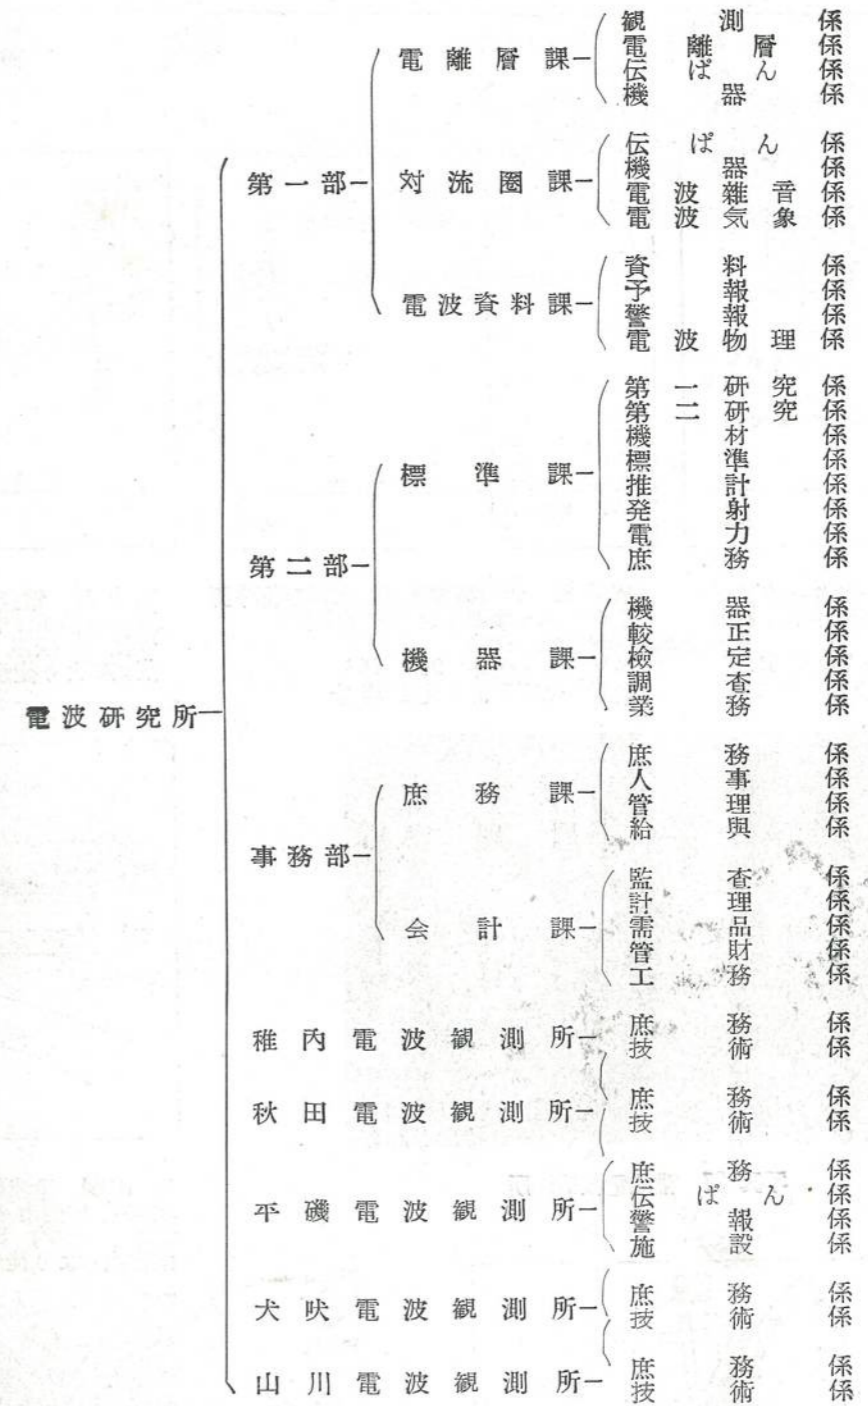 電波研究所
第一部
電離層課
観測係
電離層係
伝ぱん係
機器係
対流圏課
伝ぱん係
機器係
電波雑音係
電波気象係
電波資料課
資料係
予報係
警報係
電波物理係
第二部
標準課
第一研究係
第二研究係
機材係
標準係
推計係
発射係
電力係
庶務係
機器課
機器係
較正係
検定係
調査係
業務係
事務部
庶務課
庶務係
人事係
管理係
給與係
会計課
監査係
計理係
需品係
管財係
工務係
稚内電波観測所
庶務係
技術係
秋田電波観測所
庶務係
技術係
平磯電波観測所
庶務係
伝ぱん係
警報係
施設係
犬吠電波観測所
庶務係
技術係
山川電波観測所
庶務係
技術係